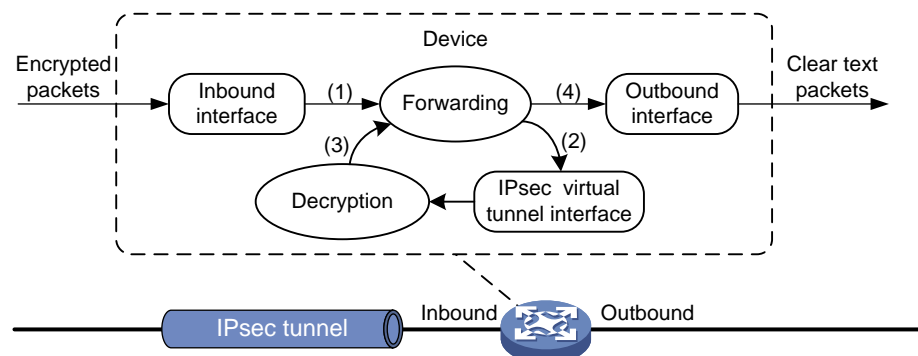 Device
Encrypted
packets
Inbound
interface
(1)
Forwarding
(4)
Outbound
interface
Clear text
packets
(3)
(2)
Decryption
IPsec virtual
tunnel interface
IPsec tunnel
Inbound
Outbound